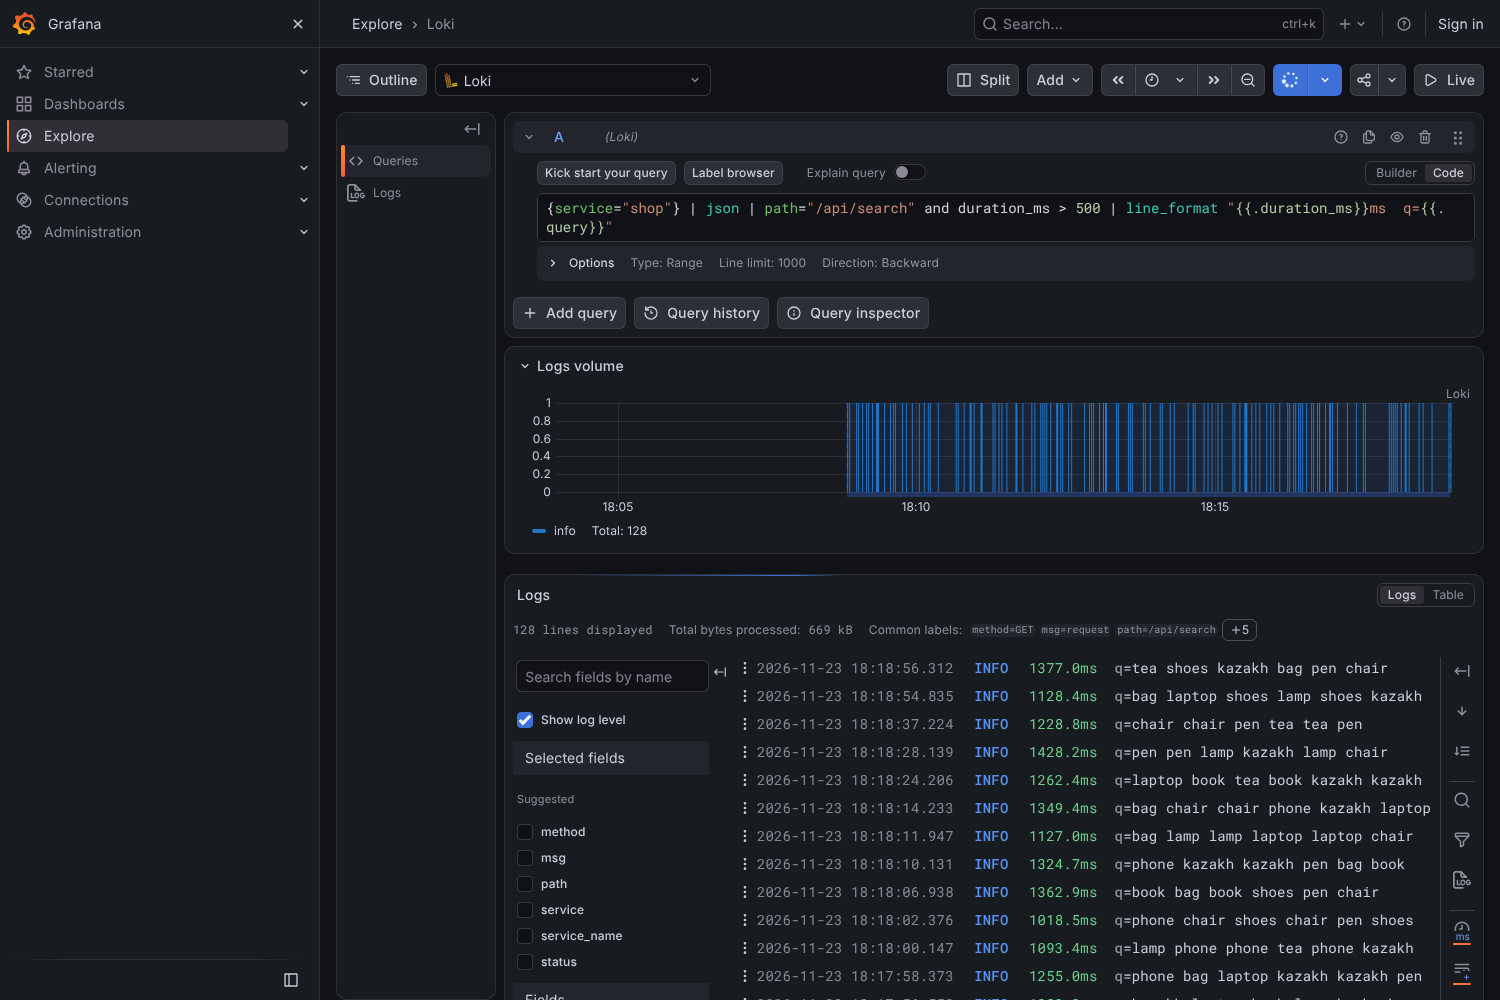 Grafana
Explore › Loki
Search...
ctrl+k
Sign in
Starred
Dashboards
Explore
Alerting
Connections
Administration
Outline
Loki
Split
Add
Live
Queries
Logs
A
(Loki)
Kick start your query
Label browser
Explain query
Builder
Code
{service="shop"} | json | path="/api/search" and duration_ms > 500 | line_format "{{.duration_ms}}ms  q={{.
query}}"
Options
Type: Range
Line limit: 1000
Direction: Backward
Add query
Query history
Query inspector
Logs volume
Loki
1
0.8
0.6
0.4
0.2
0
18:05
18:10
18:15
info
Total: 128
Logs
Logs
Table
128 lines displayed
Total bytes processed: 669 kB
Common labels: method=GET msg=request path=/api/search +5
Search fields by name
Show log level
Selected fields
Suggested
method
msg
path
service
service_name
status
Fields
2026-11-23 18:18:56.312 INFO 1377.0ms q=tea shoes kazakh bag pen chair
2026-11-23 18:18:54.835 INFO 1128.4ms q=bag laptop shoes lamp shoes kazakh
2026-11-23 18:18:37.224 INFO 1228.8ms q=chair chair pen tea tea pen
2026-11-23 18:18:28.139 INFO 1428.2ms q=pen pen lamp kazakh lamp chair
2026-11-23 18:18:24.206 INFO 1262.4ms q=laptop book tea book kazakh kazakh
2026-11-23 18:18:14.233 INFO 1349.4ms q=bag chair chair phone kazakh laptop
2026-11-23 18:18:11.947 INFO 1127.0ms q=bag lamp lamp laptop laptop chair
2026-11-23 18:18:10.131 INFO 1324.7ms q=phone kazakh kazakh pen bag book
2026-11-23 18:18:06.938 INFO 1362.9ms q=book bag book shoes pen chair
2026-11-23 18:18:02.376 INFO 1018.5ms q=phone chair shoes chair pen shoes
2026-11-23 18:18:00.147 INFO 1093.4ms q=lamp phone phone tea phone kazakh
2026-11-23 18:17:58.373 INFO 1255.0ms q=phone bag laptop kazakh kazakh pen
LOG
ms